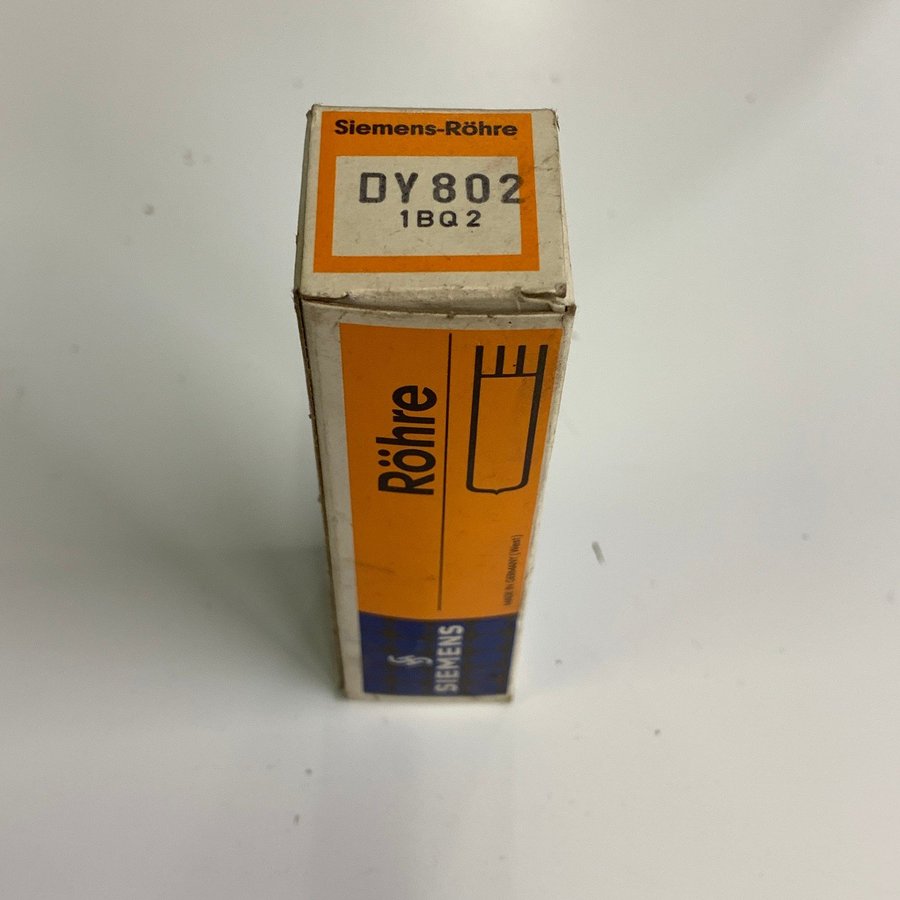 Siemens-Röhre
DY 802
1BQ2
Röhre
MADE IN GERMANY (West)
SIEMENS